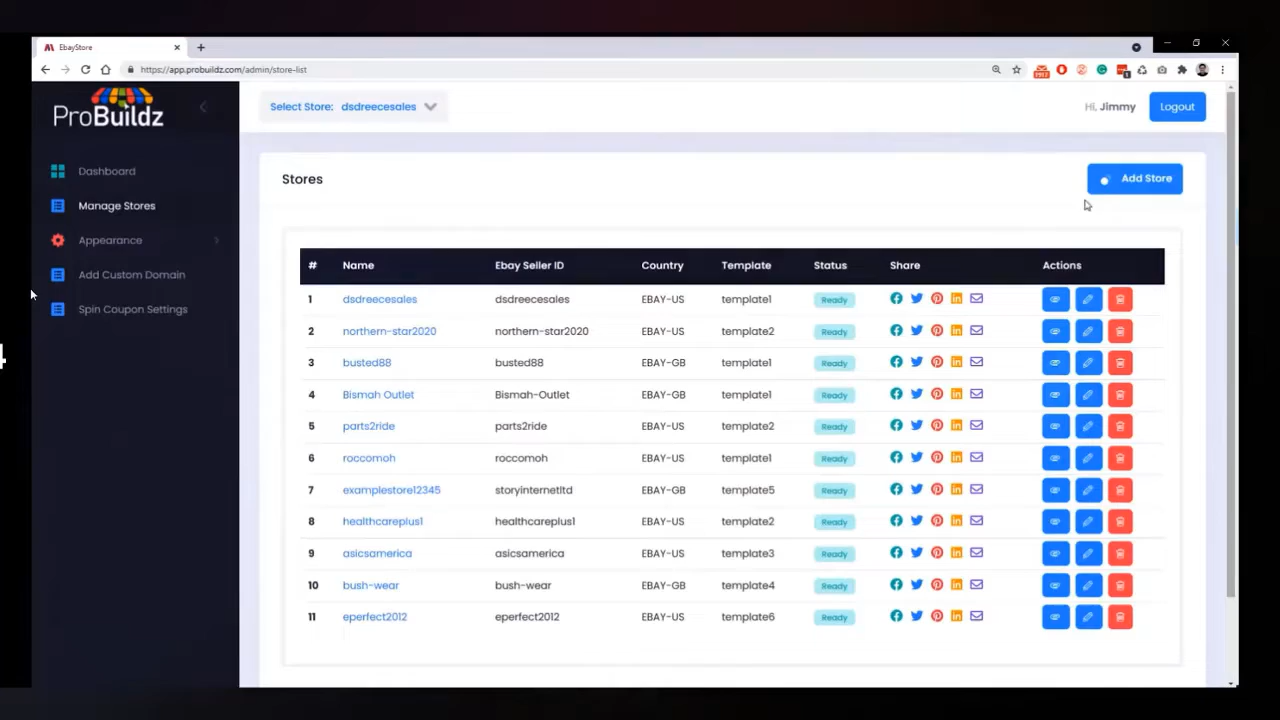 EbayStore
https://app.probuildz.com/admin/store-list
ProBuildz
Select Store: dsdreecesales
Hi, Jimmy
Logout
Dashboard
Manage Stores
Appearance
Add Custom Domain
Spin Coupon Settings
4
Stores
Add Store
# Name Ebay Seller ID Country Template Status Share Actions
1 dsdreecesales dsdreecesales EBAY-US template1 Ready
2 northern-star2020 northern-star2020 EBAY-US template2 Ready
3 busted88 busted88 EBAY-GB template1 Ready
4 Bismah Outlet Bismah-Outlet EBAY-GB template1 Ready
5 parts2ride parts2ride EBAY-US template2 Ready
6 roccomoh roccomoh EBAY-US template1 Ready
7 examplestore12345 storyinternetltd EBAY-GB template5 Ready
8 healthcareplus1 healthcareplus1 EBAY-US template2 Ready
9 asicsamerica asicsamerica EBAY-US template3 Ready
10 bush-wear bush-wear EBAY-GB template4 Ready
11 eperfect2012 eperfect2012 EBAY-US template6 Ready